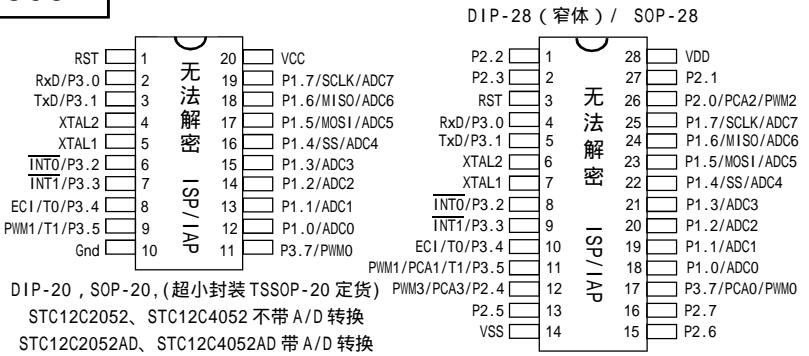 DIP-28 (窄体) / SOP-28
RST 1 20 VCC
RxD/P3.0 2 19 P1.7/SCLK/ADC7
TxD/P3.1 3 18 P1.6/MISO/ADC6
XTAL2 4 17 P1.5/MOSI/ADC5
XTAL1 5 16 P1.4/SS/ADC4
INT0/P3.2 6 15 P1.3/ADC3
INT1/P3.3 7 14 P1.2/ADC2
ECI/T0/P3.4 8 13 P1.1/ADC1
PWM1/T1/P3.5 9 12 P1.0/ADC0
Gnd 10 11 P3.7/PWM0
无法解密 ISP/IAP
P2.2 1 28 VDD
P2.3 2 27 P2.1
RST 3 26 P2.0/PCA2/PWM2
RxD/P3.0 4 25 P1.7/SCLK/ADC7
TxD/P3.1 5 24 P1.6/MISO/ADC6
XTAL2 6 23 P1.5/MOSI/ADC5
XTAL1 7 22 P1.4/SS/ADC4
INT0/P3.2 8 21 P1.3/ADC3
INT1/P3.3 9 20 P1.2/ADC2
ECI/T0/P3.4 10 19 P1.1/ADC1
PWM1/PCA1/T1/P3.5 11 18 P1.0/ADC0
PWM3/PCA3/P2.4 12 17 P3.7/PCA0/PWM0
P2.5 13 16 P2.7
VSS 14 15 P2.6
无法解密 ISP/IAP
DIP-20,SOP-20,(超小封装TSSOP-20 定货)
STC12C2052、STC12C4052 不带 A/D 转换
STC12C2052AD、STC12C4052AD 带 A/D 转换